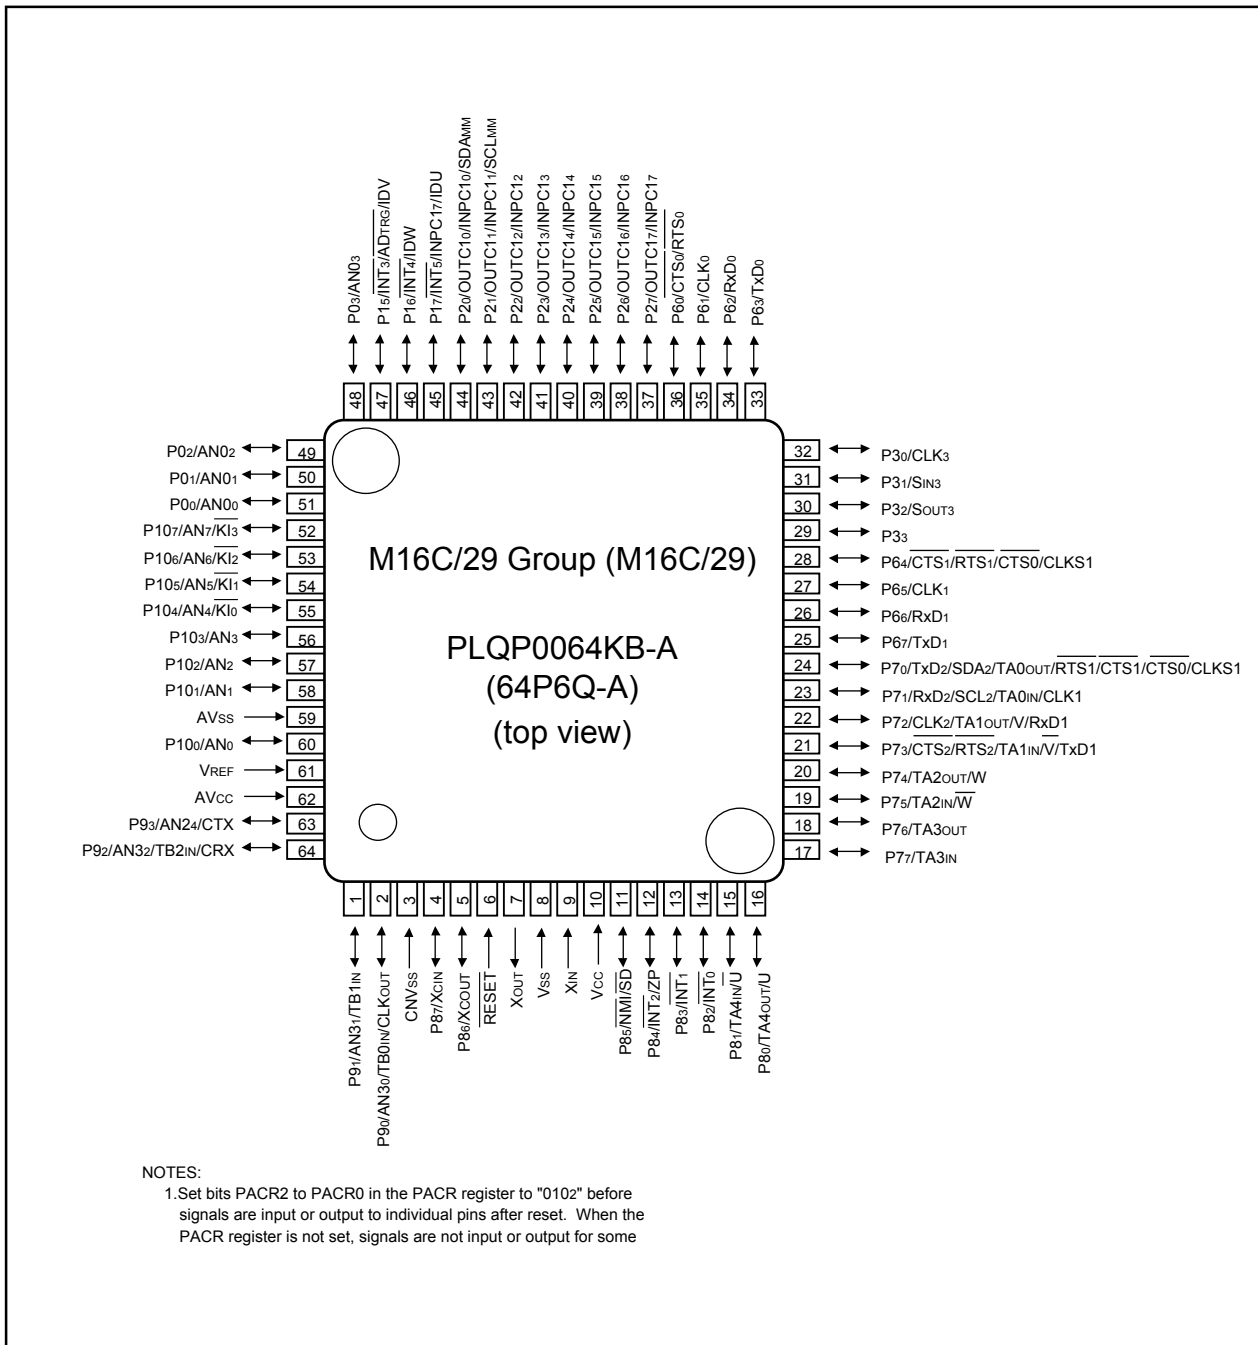 P03/AN03
P15/INT3/ADTRG/IDV
P16/INT4/IDW
P17/INT5/INPC17/IDU
P20/OUTC10/INPC10/SDAMM
P21/OUTC11/INPC11/SCLMM
P22/OUTC12/INPC12
P23/OUTC13/INPC13
P24/OUTC14/INPC14
P25/OUTC15/INPC15
P26/OUTC16/INPC16
P27/OUTC17/INPC17
P60/CTS0/RTS0
P61/CLK0
P62/RxD0
P63/TxD0
48 47 46 45 44 43 42 41 40 39 38 37 36 35 34 33
P02/AN02 49
P01/AN01 50
P00/AN00 51
P107/AN7/KI3 52
P106/AN6/KI2 53
P105/AN5/KI1 54
P104/AN4/KI0 55
P103/AN3 56
P102/AN2 57
P101/AN1 58
AVSS 59
P100/AN0 60
VREF 61
AVCC 62
P93/AN24/CTX 63
P92/AN32/TB2IN/CRX 64
M16C/29 Group (M16C/29)
PLQP0064KB-A
(64P6Q-A)
(top view)
32 P30/CLK3
31 P31/SIN3
30 P32/SOUT3
29 P33
28 P64/CTS1/RTS1/CTS0/CLKS1
27 P65/CLK1
26 P66/RxD1
25 P67/TxD1
24 P70/TxD2/SDA2/TA0OUT/RTS1/CTS1/CTS0/CLKS1
23 P71/RxD2/SCL2/TA0IN/CLK1
22 P72/CLK2/TA1OUT/V/RxD1
21 P73/CTS2/RTS2/TA1IN/V/TxD1
20 P74/TA2OUT/W
19 P75/TA2IN/W
18 P76/TA3OUT
17 P77/TA3IN
1 2 3 4 5 6 7 8 9 10 11 12 13 14 15 16
P91/AN31/TB1IN
P90/AN30/TB0IN/CLKOUT
CNVSS
P87/XCIN
P86/XCOUT
RESET
XOUT
VSS
XIN
VCC
P85/NMI/SD
P84/INT2/ZP
P83/INT1
P82/INT0
P81/TA4IN/U
P80/TA4OUT/U
NOTES:
1.Set bits PACR2 to PACR0 in the PACR register to "0102" before
signals are input or output to individual pins after reset. When the
PACR register is not set, signals are not input or output for some